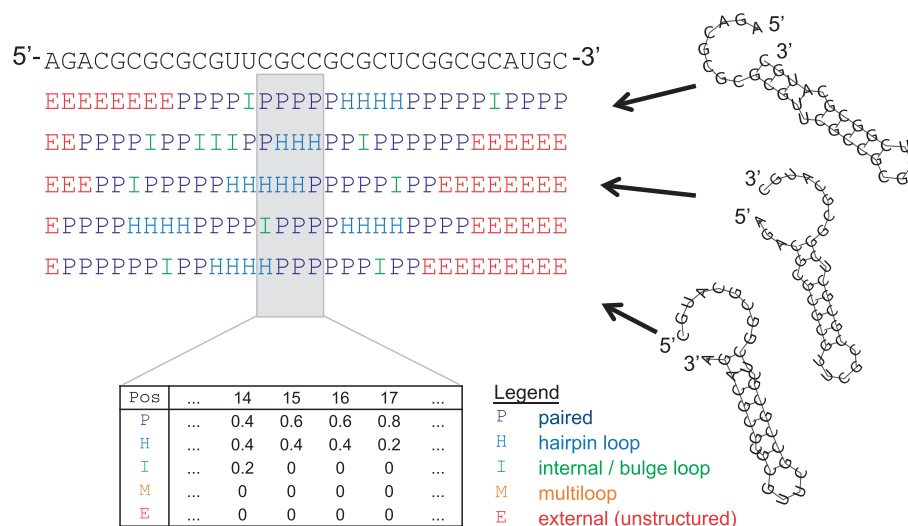 5'- AGACGCGCGCGUUCGCCGCGCUCGGCGCAUGC -3'
EEEEEEEEPPPPIPPPPPHHHHPPPPPIPPPP
EEPPPPIPPIIIPPHHHPPIPPPPPPEEEEEE
EEEPPIPPPPPHHHHHPPPPPIPPEEEEEEEE
EPPPPHHHHPPPPIPPPPHHHHPPPPEEEEEE
EPPPPPPIPPHHHHPPPPPPIPPEEEEEEEEE
5'
3'
3'
5'
5'
3'
Pos ... 14 15 16 17 ...
P ... 0.4 0.6 0.6 0.8 ...
H ... 0.4 0.4 0.4 0.2 ...
I ... 0.2 0 0 0 ...
M ... 0 0 0 0 ...
E ... 0 0 0 0 ...
Legend
P paired
H hairpin loop
I internal / bulge loop
M multiloop
E external (unstructured)